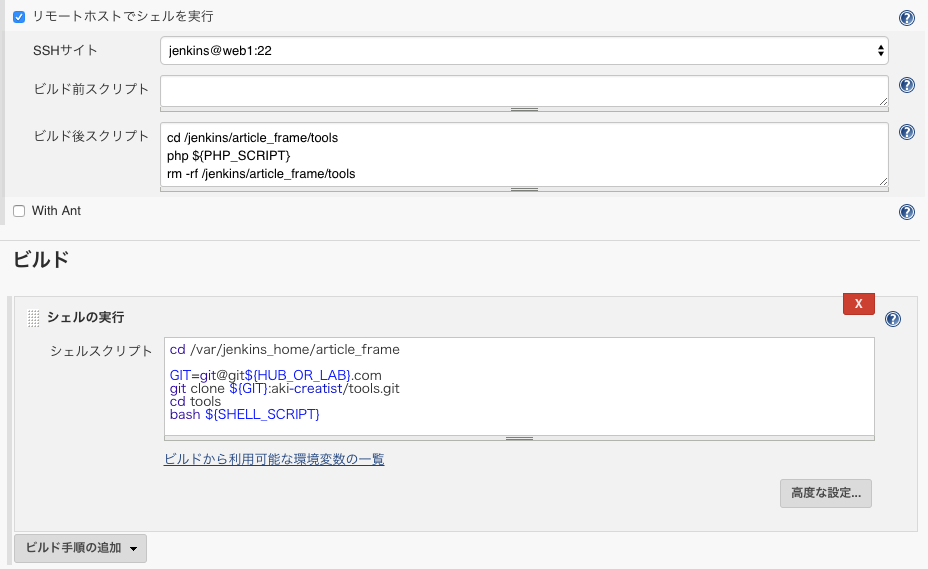 リモートホストでシェルを実行
SSHサイト
jenkins@web1:22
ビルド前スクリプト
ビルド後スクリプト
cd /jenkins/article_frame/tools
php ${PHP_SCRIPT}
rm -rf /jenkins/article_frame/tools
With Ant
ビルド
X
シェルの実行
シェルスクリプト
cd /var/jenkins_home/article_frame
GIT=git@git${HUB_OR_LAB}.com
git clone ${GIT}:aki-creatist/tools.git
cd tools
bash ${SHELL_SCRIPT}
ビルドから利用可能な環境変数の一覧
高度な設定...
ビルド手順の追加